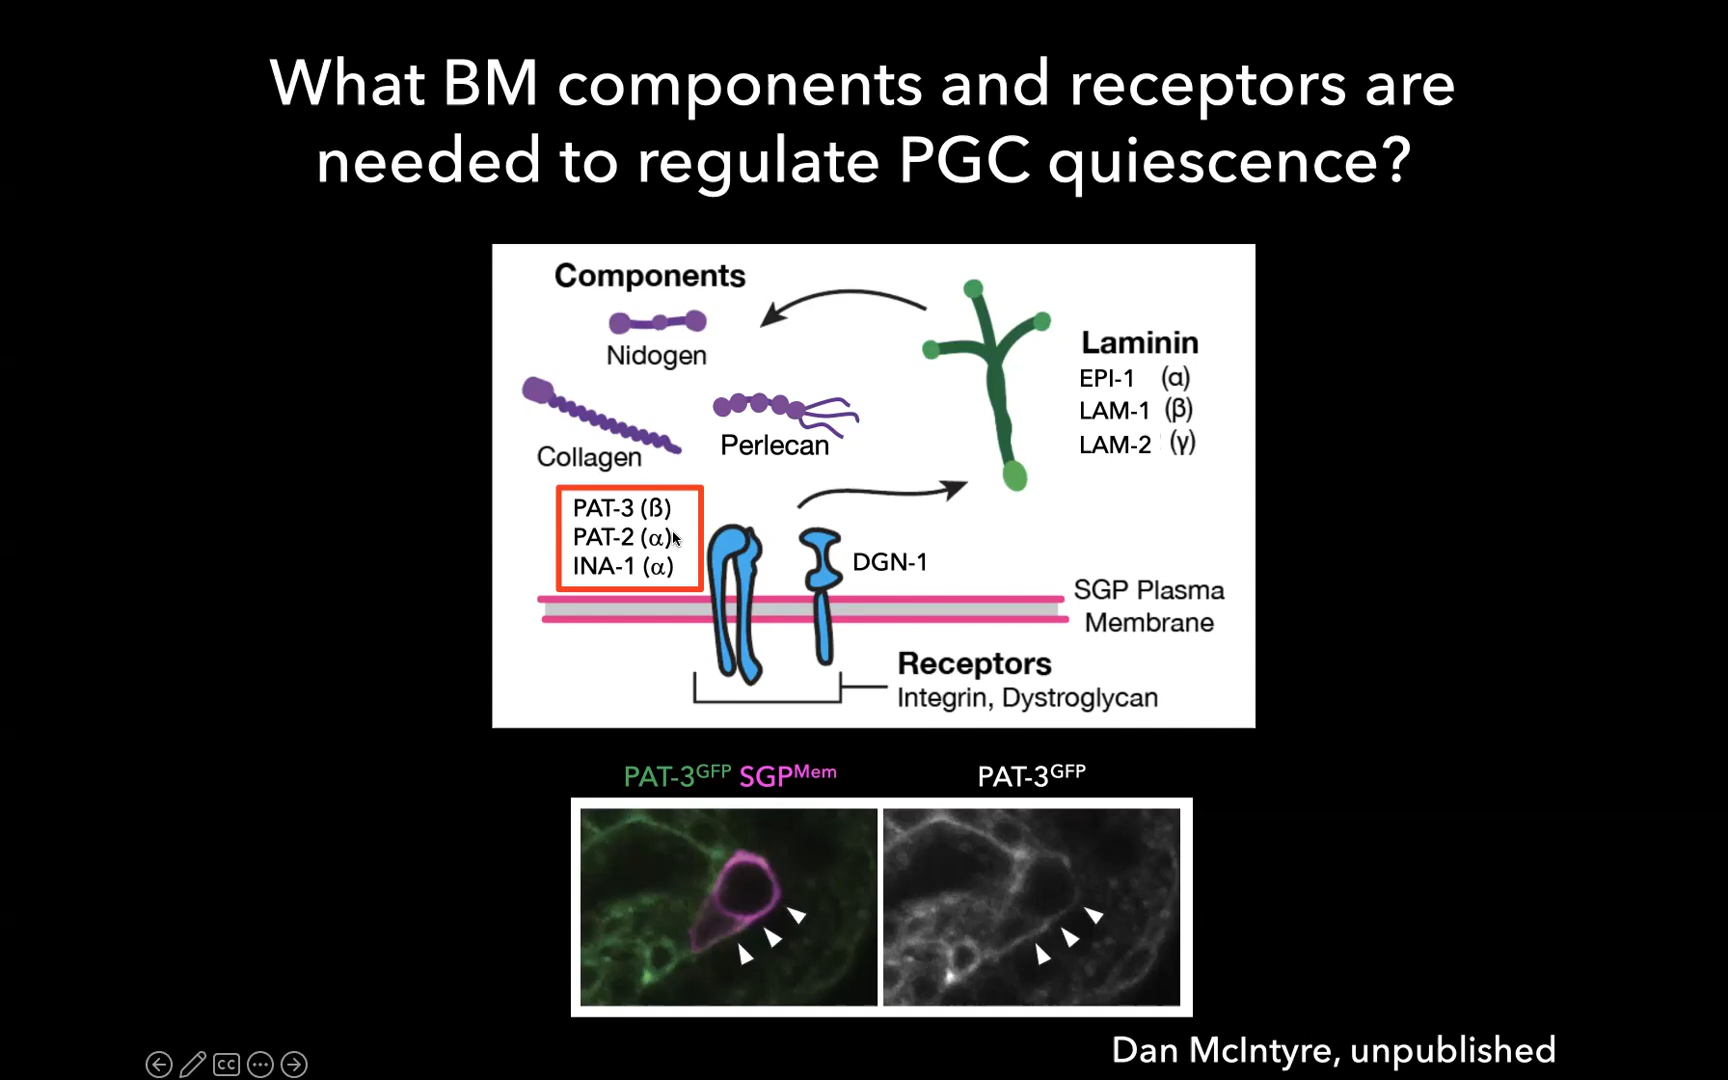 What BM components and receptors are
needed to regulate PGC quiescence?
Components
Nidogen
Collagen
Perlecan
Laminin
EPI-1 (α)
LAM-1 (β)
LAM-2 (γ)
PAT-3 (ß)
PAT-2 (α)
INA-1 (α)
DGN-1
SGP Plasma
Membrane
Receptors
Integrin, Dystroglycan
PAT-3GFP SGPMem
PAT-3GFP
Dan McIntyre, unpublished
CC